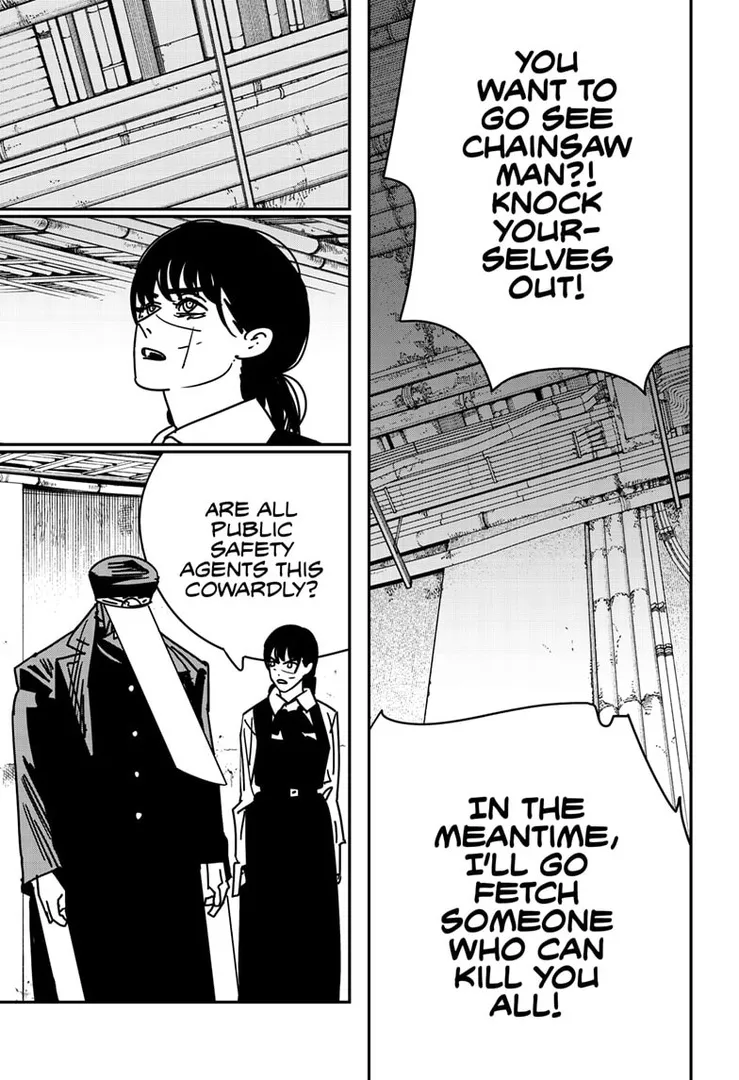 YOU
WANT TO
GO SEE
CHAINSAW
MAN?!
KNOCK
YOUR-
SELVES
OUT!
IN THE
MEANTIME,
I'LL GO
FETCH
SOMEONE
WHO CAN
KILL YOU
ALL!
ARE ALL
PUBLIC
SAFETY
AGENTS THIS
COWARDLY?